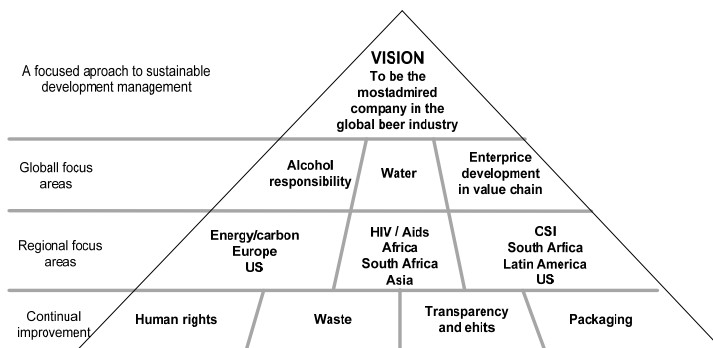 VISION
To be the
mostadmired
company in the
global beer industry
A focused aproach to sustainable
development management
Globall focus
areas
Alcohol
responsibility
Water
Enterprice
development
in value chain
Regional focus
areas
Energy/carbon
Europe
US
HIV / Aids
Africa
South Africa
Asia
CSI
South Arfica
Latin America
US
Continual
improvement
Human rights
Waste
Transparency
and ehits
Packaging